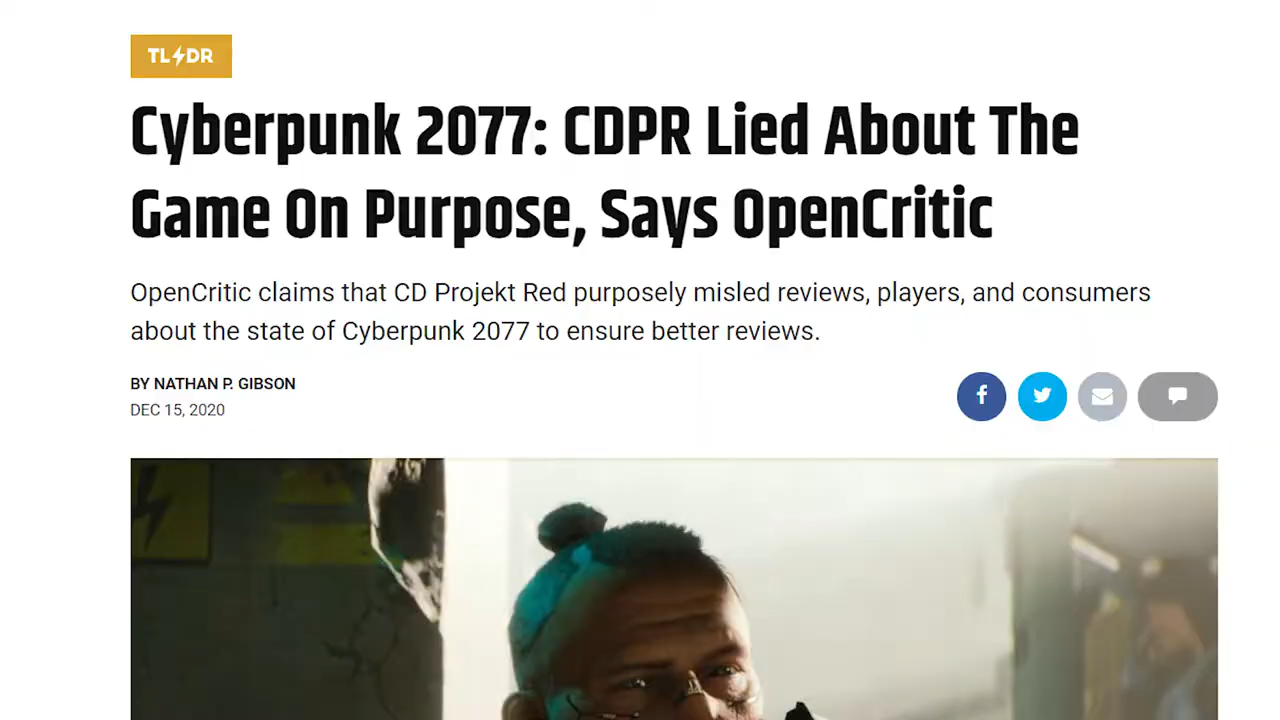 TL DR
Cyberpunk 2077: CDPR Lied About The
Game On Purpose, Says OpenCritic
OpenCritic claims that CD Projekt Red purposely misled reviews, players, and consumers
about the state of Cyberpunk 2077 to ensure better reviews.
BY NATHAN P. GIBSON
DEC 15, 2020